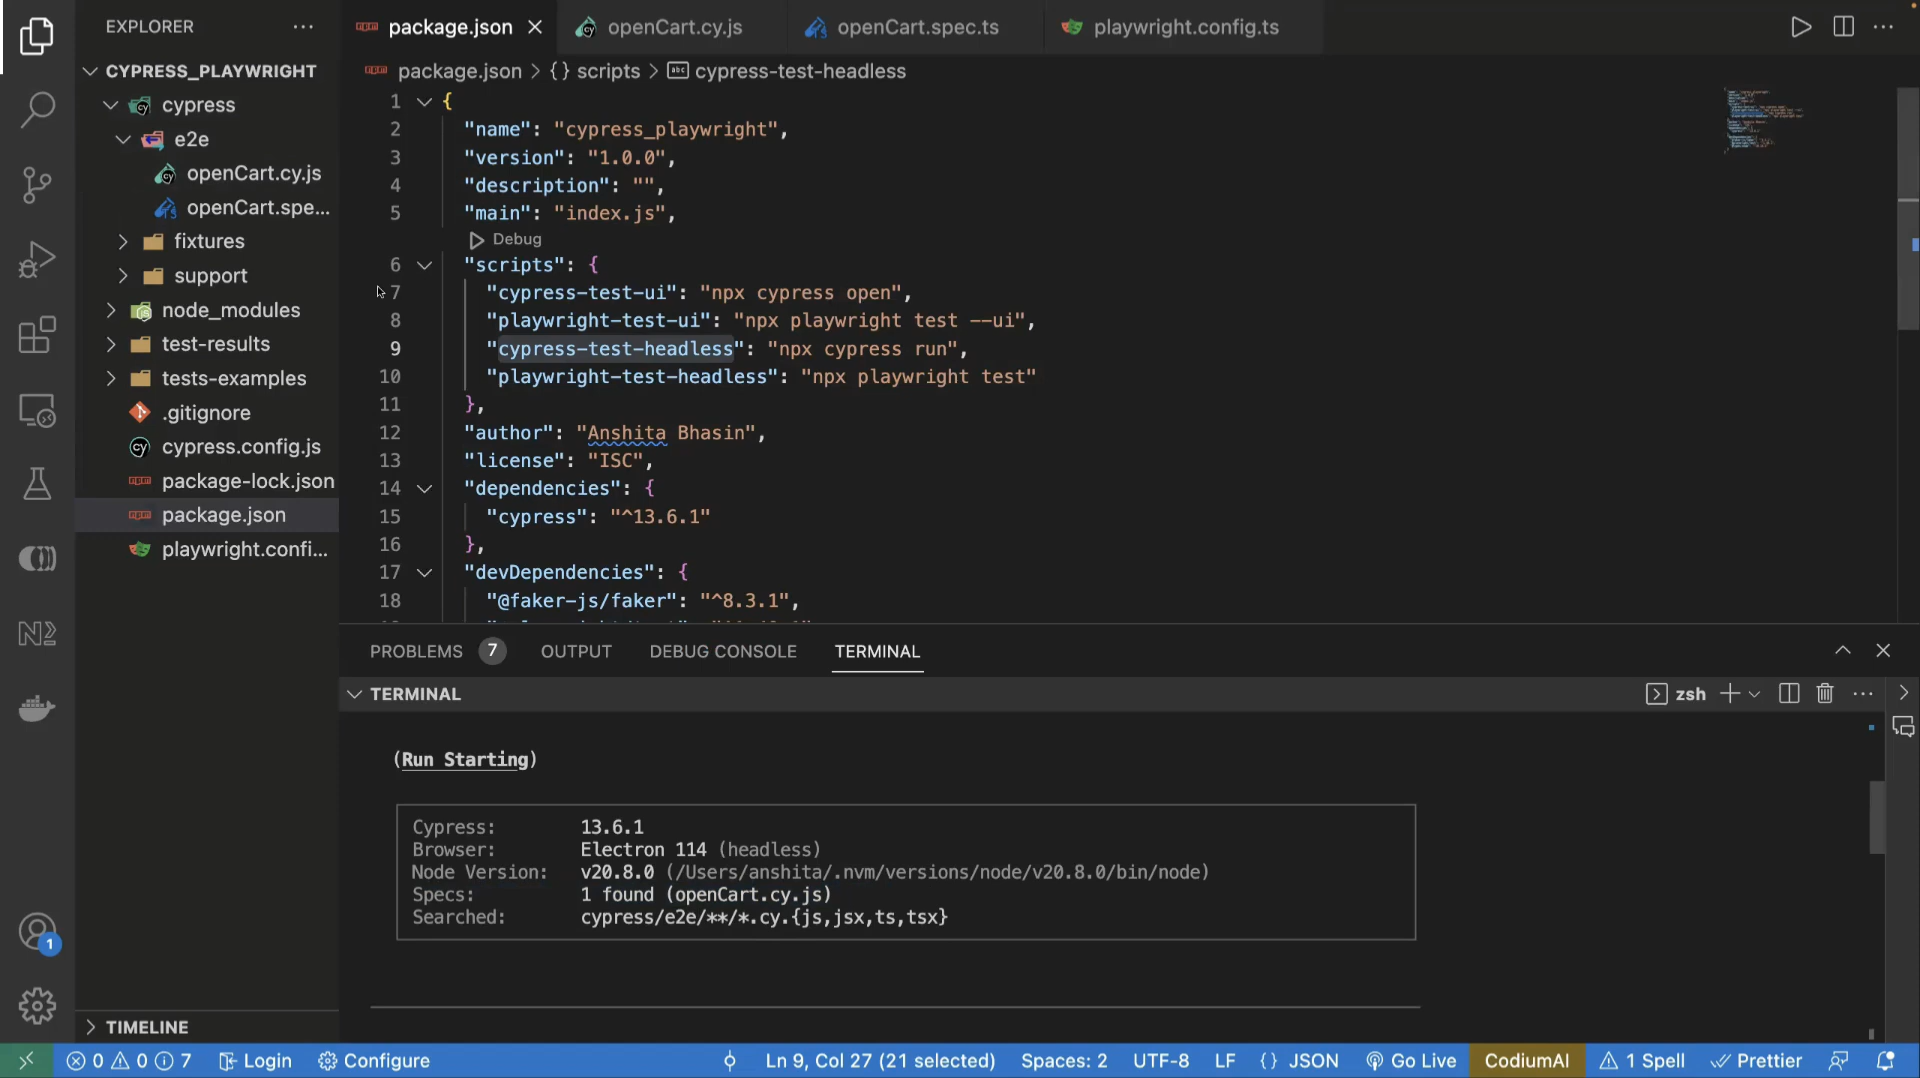 EXPLORER
package.json
openCart.cy.js
openCart.spec.ts
playwright.config.ts
CYPRESS_PLAYWRIGHT
cypress
e2e
openCart.cy.js
openCart.spe...
fixtures
support
node_modules
test-results
tests-examples
.gitignore
cypress.config.js
package-lock.json
package.json
playwright.confi...
TIMELINE
package.json > {} scripts > cypress-test-headless
1 {
2 "name": "cypress_playwright",
3 "version": "1.0.0",
4 "description": "",
5 "main": "index.js",
Debug
6 "scripts": {
7 "cypress-test-ui": "npx cypress open",
8 "playwright-test-ui": "npx playwright test --ui",
9 "cypress-test-headless": "npx cypress run",
10 "playwright-test-headless": "npx playwright test"
11 },
12 "author": "Anshita Bhasin",
13 "license": "ISC",
14 "dependencies": {
15 "cypress": "^13.6.1"
16 },
17 "devDependencies": {
18 "@faker-js/faker": "^8.3.1",
PROBLEMS 7 OUTPUT DEBUG CONSOLE TERMINAL
TERMINAL
zsh
(Run Starting)
Cypress: 13.6.1
Browser: Electron 114 (headless)
Node Version: v20.8.0 (/Users/anshita/.nvm/versions/node/v20.8.0/bin/node)
Specs: 1 found (openCart.cy.js)
Searched: cypress/e2e/**/*.cy.{js,jsx,ts,tsx}
1
0 0 7 Login Configure Ln 9, Col 27 (21 selected) Spaces: 2 UTF-8 LF {} JSON Go Live CodiumAI 1 Spell Prettier